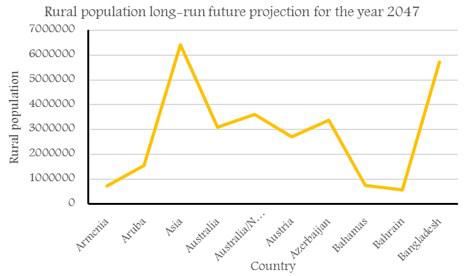 Rural population long-run future projection for the year 2047
7000000
6000000
5000000
4000000
3000000
2000000
1000000
0
Rural population
Armenia
Aruba
Asia
Australia
Australia/N...
Austria
Azerbaijan
Bahamas
Bahrain
Bangladesh
Country